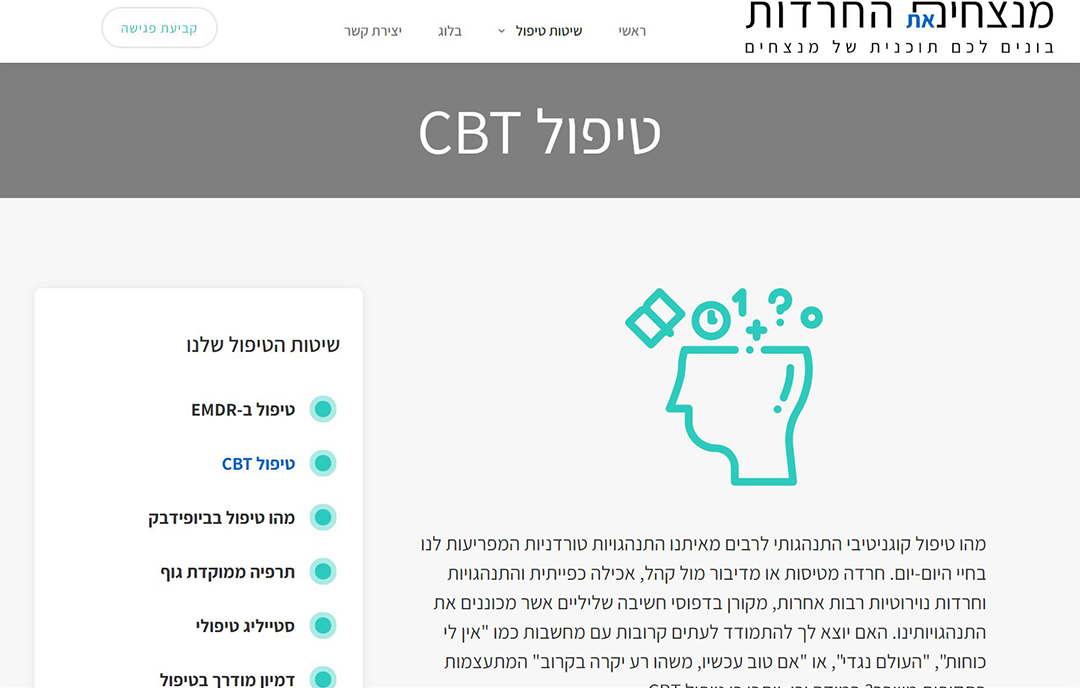 מנצחים את החרדות
בונים לכם תוכנית של מנצחים
ראשי
שיטות טיפול
בלוג
יצירת קשר
קביעת פגישה
טיפול CBT
מהו טיפול קוגניטיבי התנהגותי לרבים מאיתנו התנהגויות טורדניות המפריעות לנו
בחיי היום-יום. חרדה מטיסות או מדיבור מול קהל, אכילה כפייתית והתנהגויות
וחרדות נוירוטיות רבות אחרות, מקורן בדפוסי חשיבה שליליים אשר מכוננים את
התנהגויותינו. האם יוצא לך להתמודד לעתים קרובות עם מחשבות כמו "אין לי
כוחות", "העולם נגדי", או "אם טוב עכשיו, משהו רע יקרה בקרוב" המתעצמות
CBT
שיטות הטיפול שלנו
טיפול ב-EMDR
טיפול CBT
מהו טיפול בביופידבק
תרפיה ממוקדת גוף
סטייליג טיפולי
דמיון מודרך בטיפול